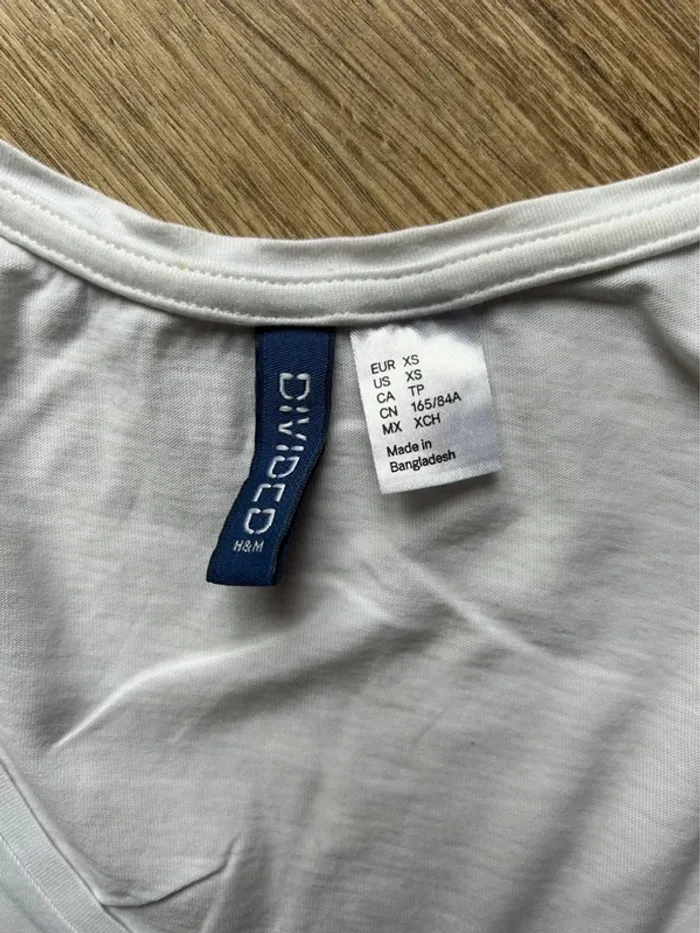 DIVIDED
H&M
EUR XS
US XS
CA TP
CN 165/84A
MX XCH
Made in
Bangladesh